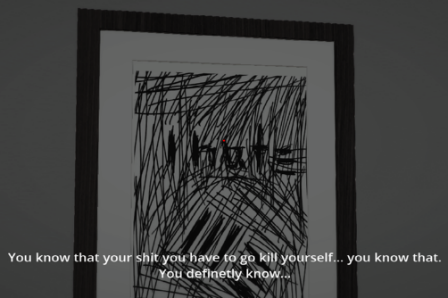 I hate
You know that your shit you have to go kill yourself... you know that.
You definetly know...